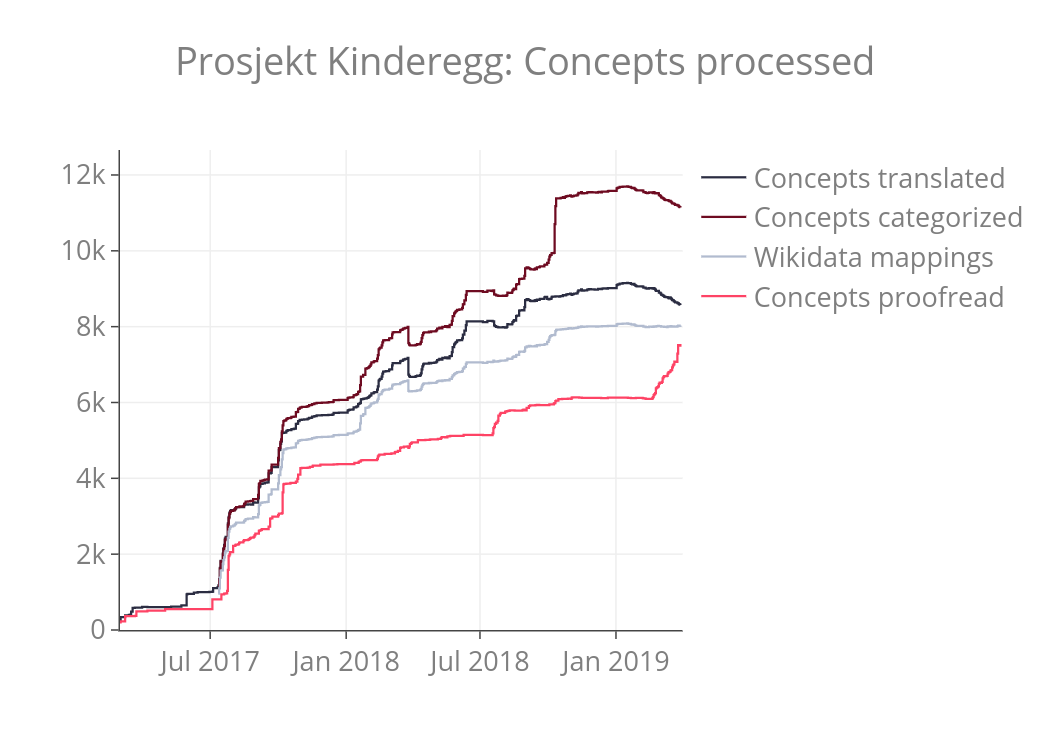 Prosjekt Kinderegg: Concepts processed
12k
10k
8k
6k
4k
2k
0
Jul 2017
Jan 2018
Jul 2018
Jan 2019
Concepts translated
Concepts categorized
Wikidata mappings
Concepts proofread